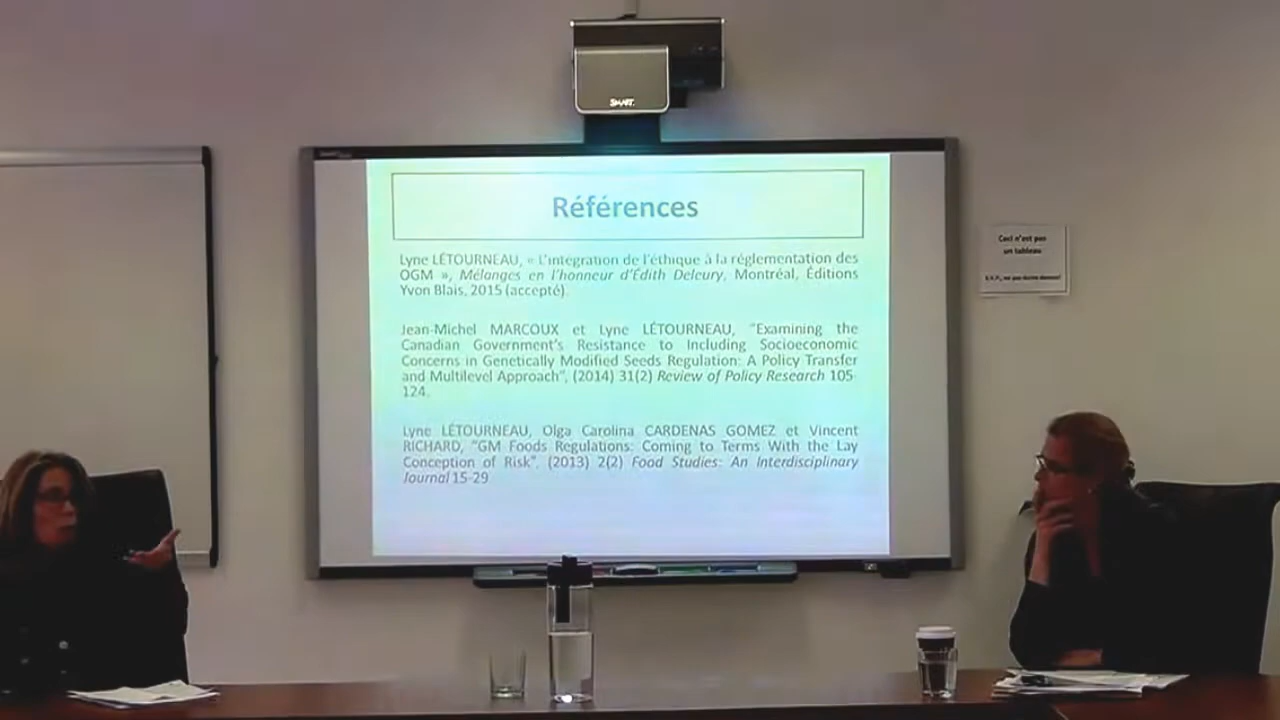 SMART
Références
Lyne LÉTOURNEAU, « L'intégration de l'éthique à la réglementation des
OGM », Mélanges en l'honneur d'Édith Deleury, Montréal, Éditions
Yvon Blais, 2015 (accepté).
Jean-Michel MARCOUX et Lyne LÉTOURNEAU, "Examining the
Canadian Government's Resistance to Including Socioeconomic
Concerns in Genetically Modified Seeds Regulation: A Policy Transfer
and Multilevel Approach", (2014) 31(2) Review of Policy Research 105-
124.
Lyne LÉTOURNEAU, Olga Carolina CARDENAS GOMEZ et Vincent
RICHARD, "GM Foods Regulations: Coming to Terms With the Lay
Conception of Risk", (2013) 2(2) Food Studies: An Interdisciplinary
Journal 15-29
Ceci n'est pas
un tableau
S.V.P., ne pas écrire dessus!